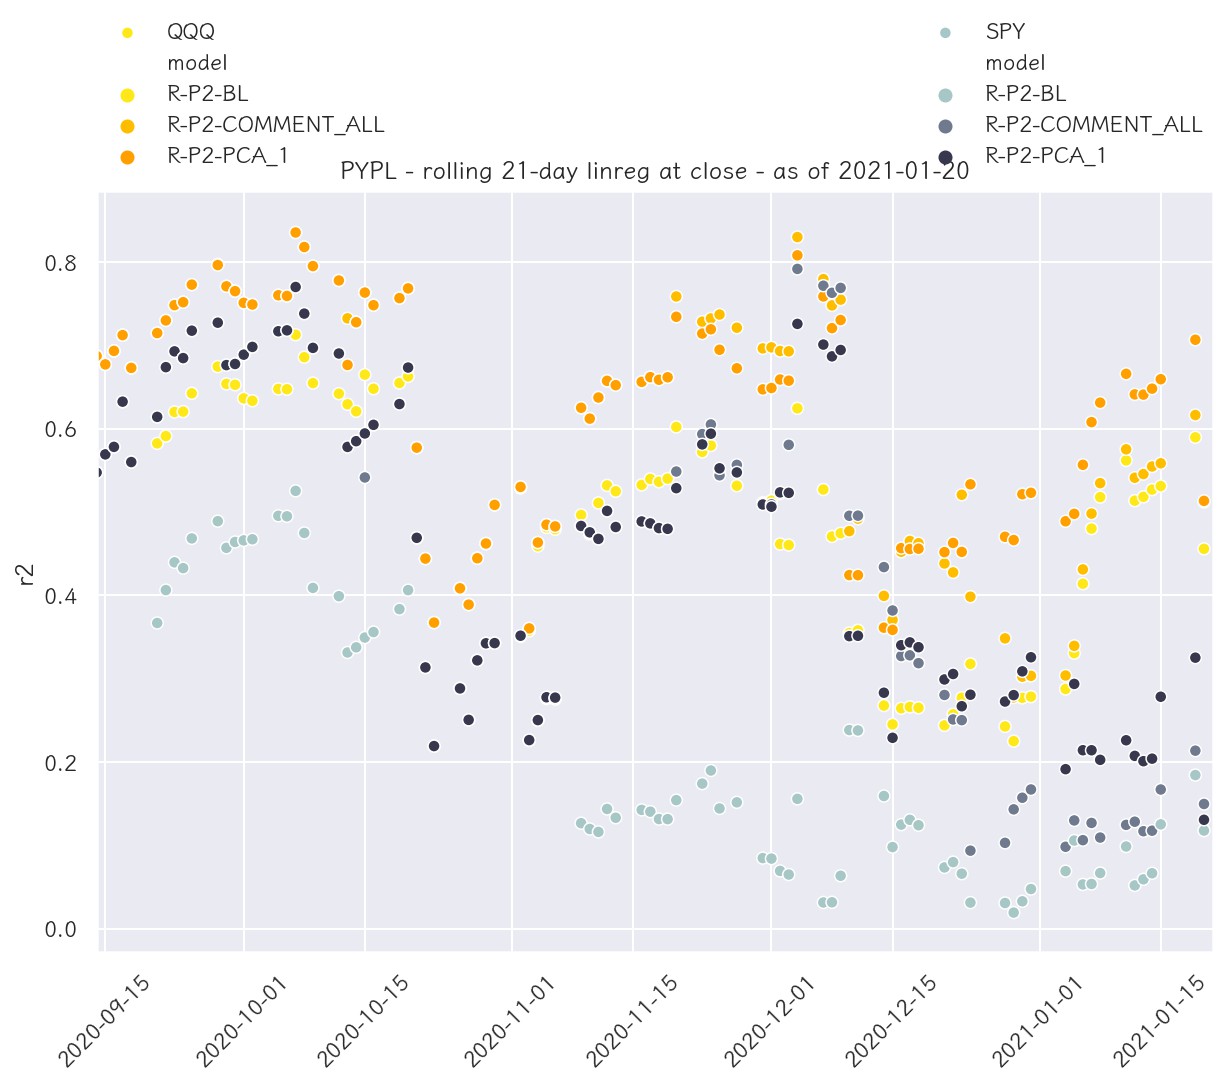 QQQ
model
R-P2-BL
R-P2-COMMENT_ALL
R-P2-PCA_1
SPY
model
R-P2-BL
R-P2-COMMENT_ALL
R-P2-PCA_1
PYPL - rolling 21-day linreg at close - as of 2021-01-20
r2
0.8
0.6
0.4
0.2
0.0
2020-09-15
2020-10-01
2020-10-15
2020-11-01
2020-11-15
2020-12-01
2020-12-15
2021-01-01
2021-01-15